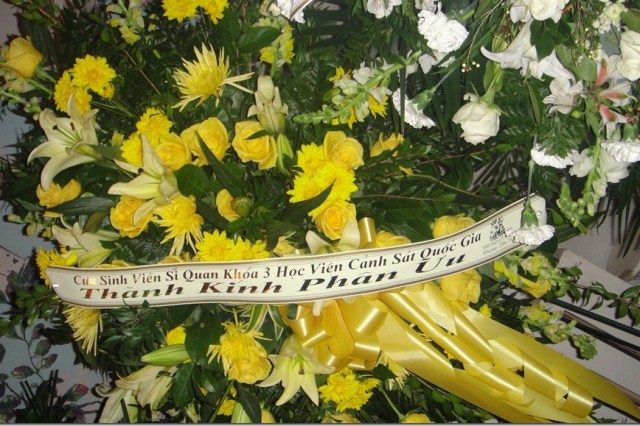 Cựu Sinh Viên Sĩ Quan Khóa 3 Học Viện Cảnh Sát Quốc Gia
Thành Kính Phân Ưu